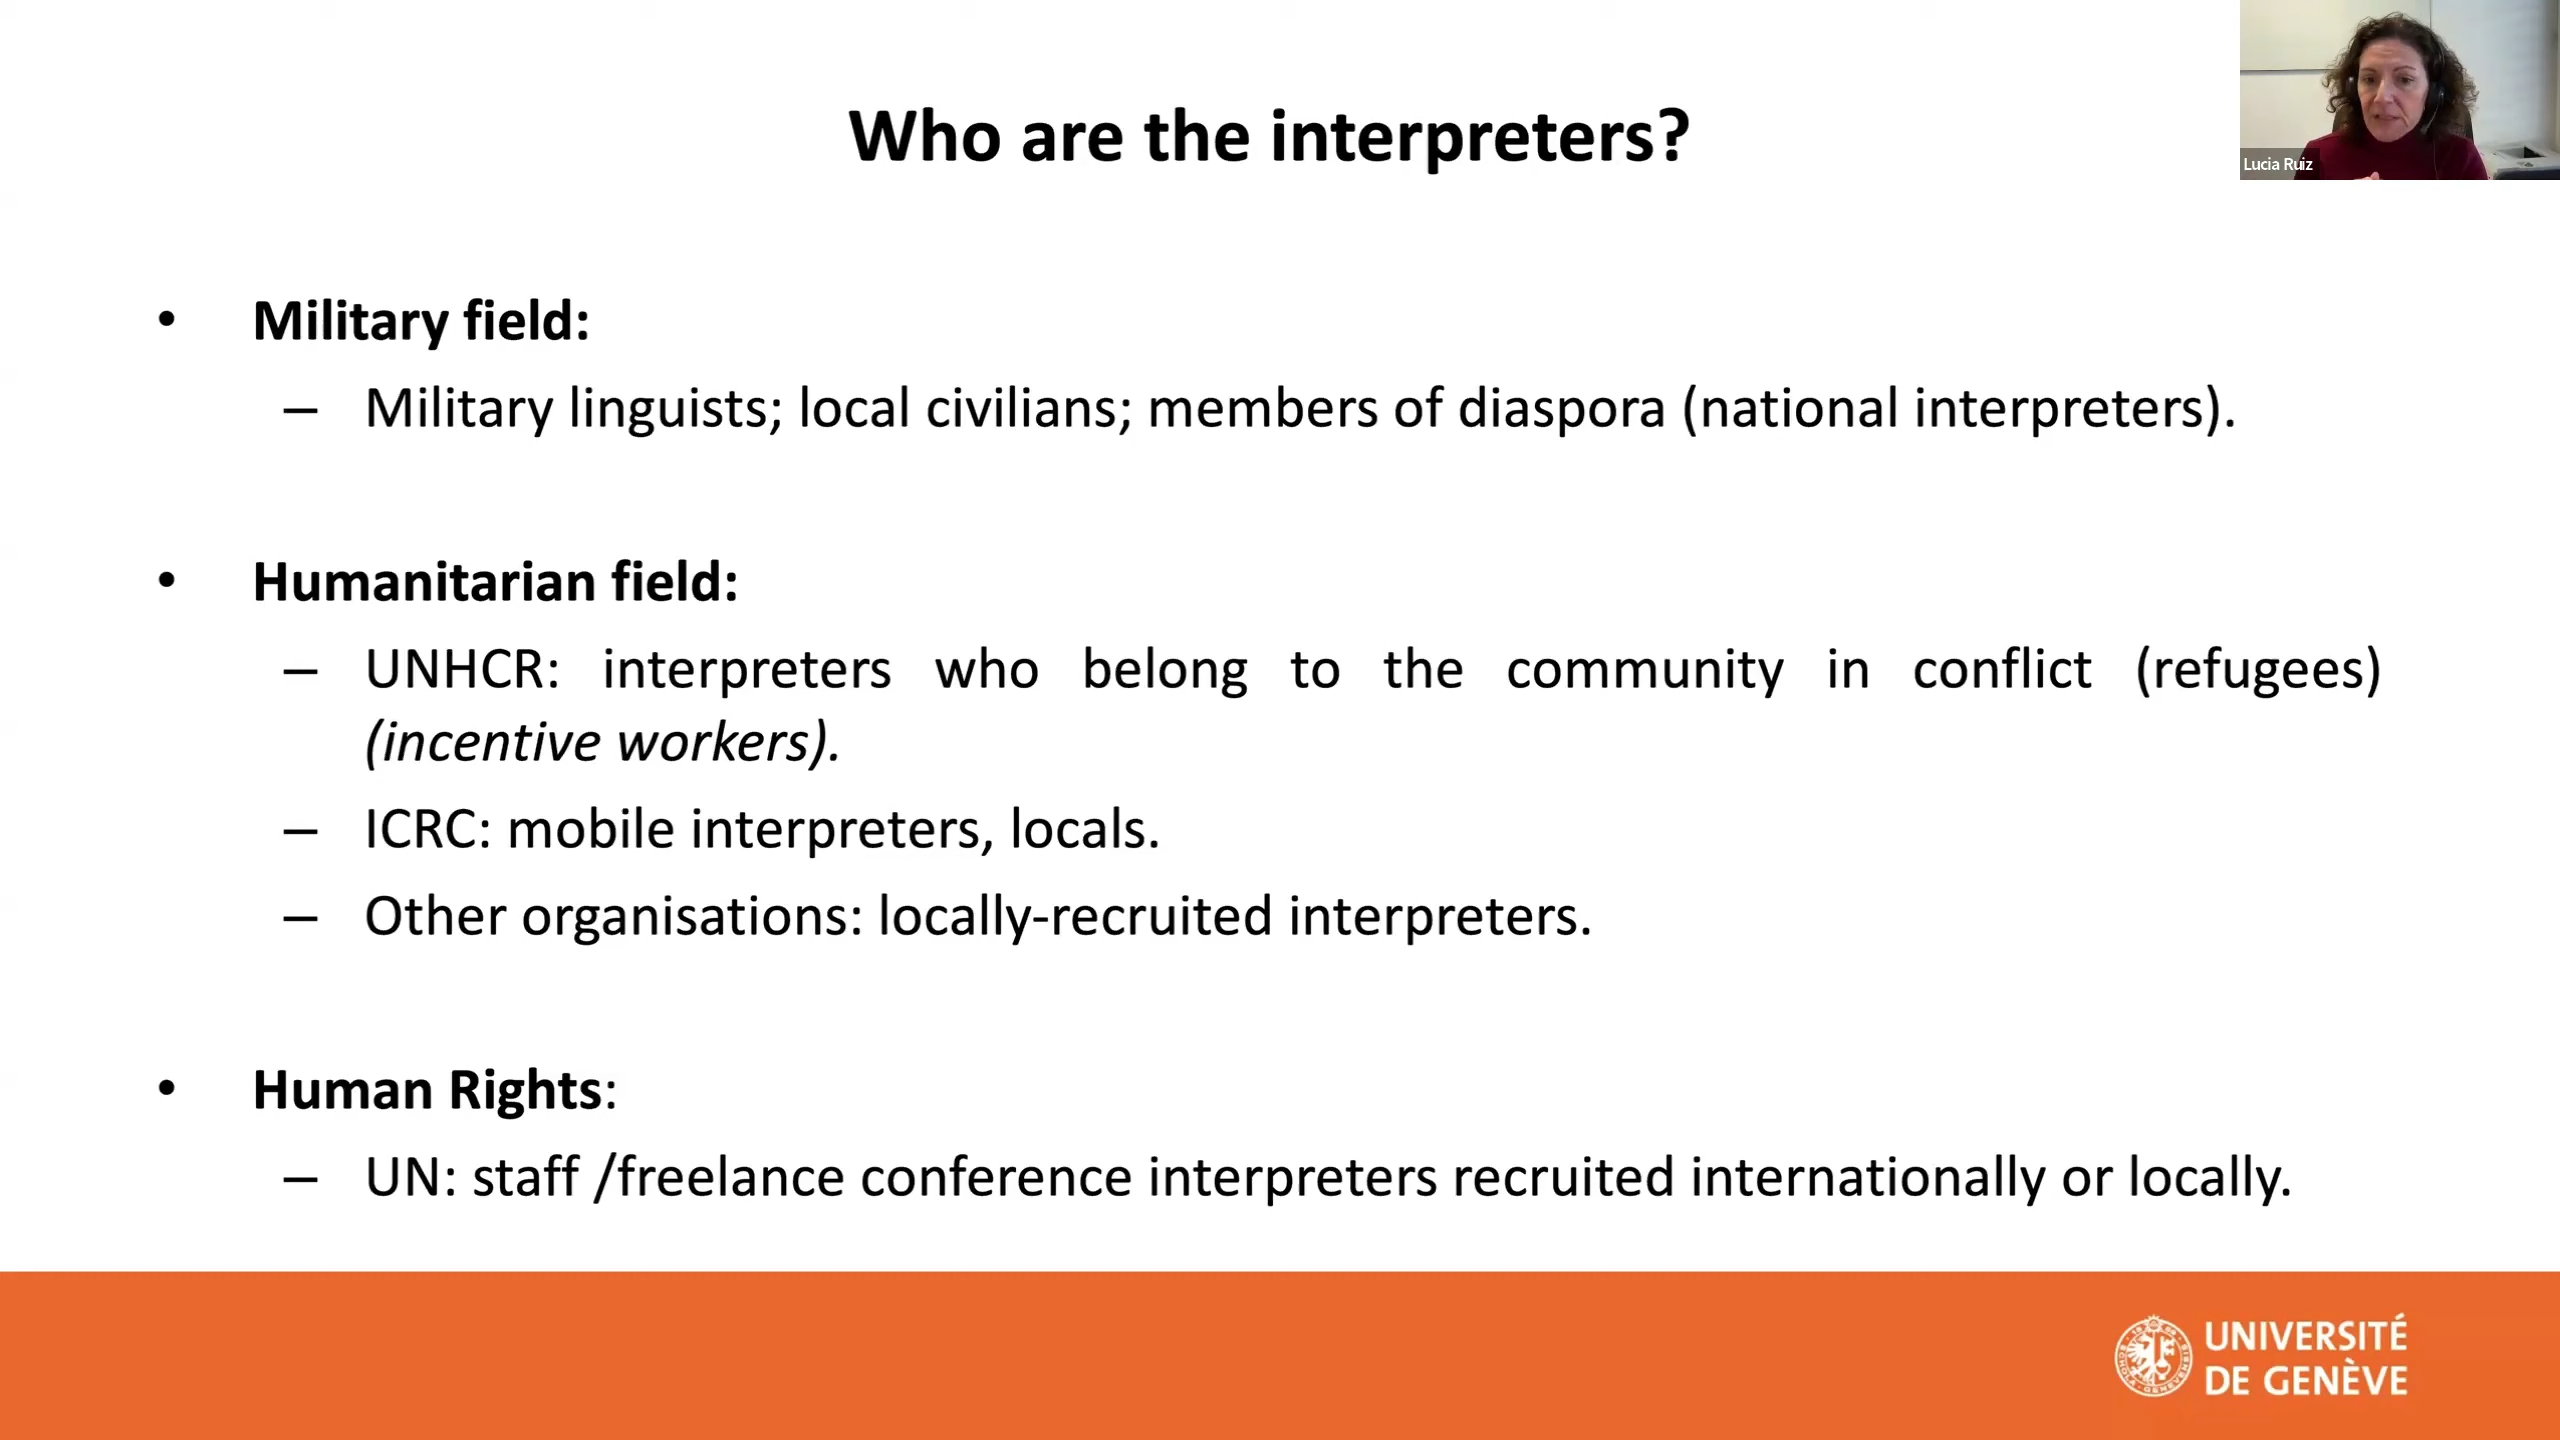 Who are the interpreters?
Lucia Ruiz
• Military field:
– Military linguists; local civilians; members of diaspora (national interpreters).
• Humanitarian field:
– UNHCR: interpreters who belong to the community in conflict (refugees)
(incentive workers).
– ICRC: mobile interpreters, locals.
– Other organisations: locally-recruited interpreters.
• Human Rights:
– UN: staff /freelance conference interpreters recruited internationally or locally.
UNIVERSITÉ
DE GENÈVE